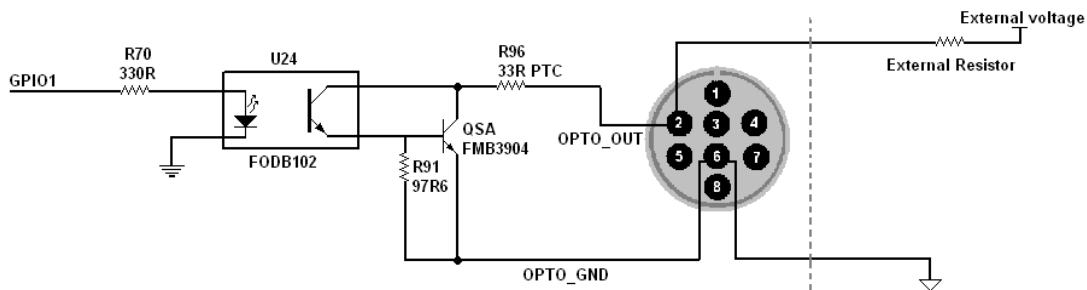 External voltage
R70
330R
U24
R96
33R PTC
External Resistor
GPIO1
1
2
3
4
QSA
FMB3904
OPTO_OUT
5
6
7
FODB102
R91
97R6
8
OPTO_GND